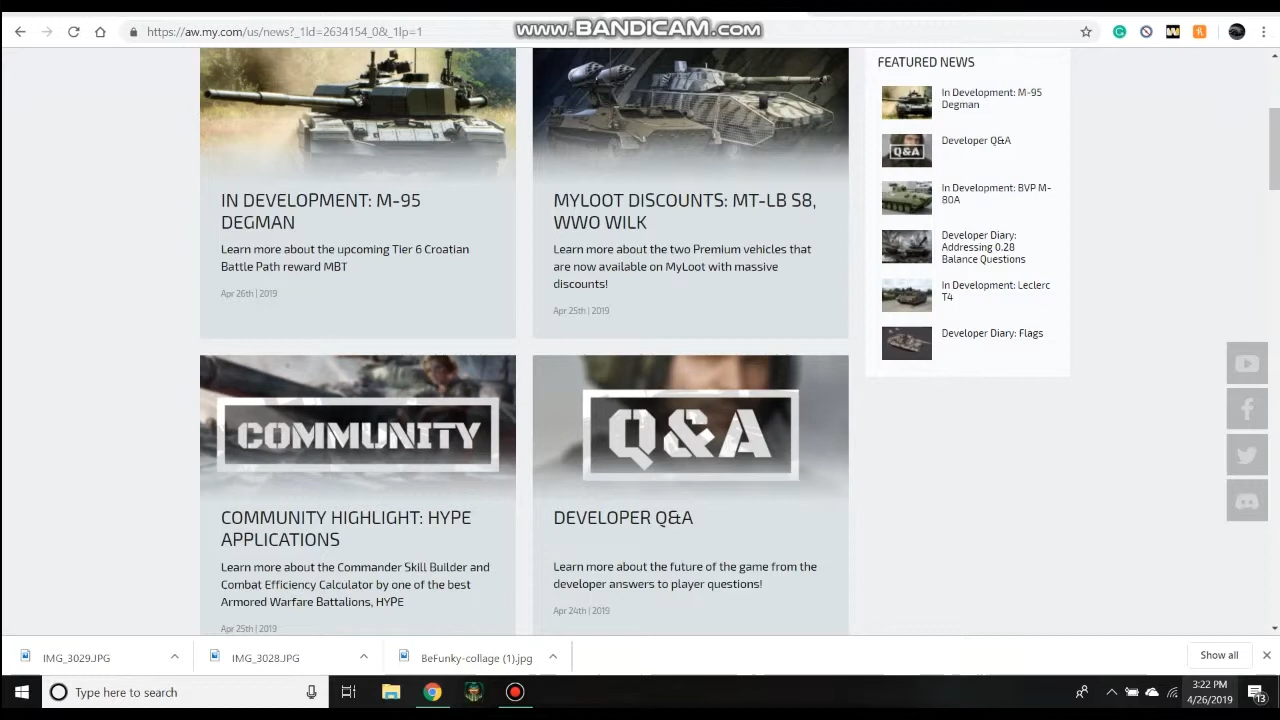 www.BANDICAM.com
https://aw.my.com/us/news?_1ld=2634154_0&_1lp=1
IN DEVELOPMENT: M-95
DEGMAN
Learn more about the upcoming Tier 6 Croatian
Battle Path reward MBT
Apr 26th | 2019
MYLOOT DISCOUNTS: MT-LB S8,
WWO WILK
Learn more about the two Premium vehicles that
are now available on MyLoot with massive
discounts!
Apr 25th | 2019
FEATURED NEWS
In Development: M-95
Degman
Q&A
Developer Q&A
In Development: BVP M-
80A
Developer Diary:
Addressing 0.28
Balance Questions
In Development: Leclerc
T4
Developer Diary: Flags
COMMUNITY
COMMUNITY HIGHLIGHT: HYPE
APPLICATIONS
Learn more about the Commander Skill Builder and
Combat Efficiency Calculator by one of the best
Armored Warfare Battalions, HYPE
Apr 25th | 2019
Q&A
DEVELOPER Q&A
Learn more about the future of the game from the
developer answers to player questions!
Apr 24th | 2019
IMG_3029.JPG
IMG_3028.JPG
BeFunky-collage (1).jpg
Show all
Type here to search
3:22 PM
4/26/2019
13